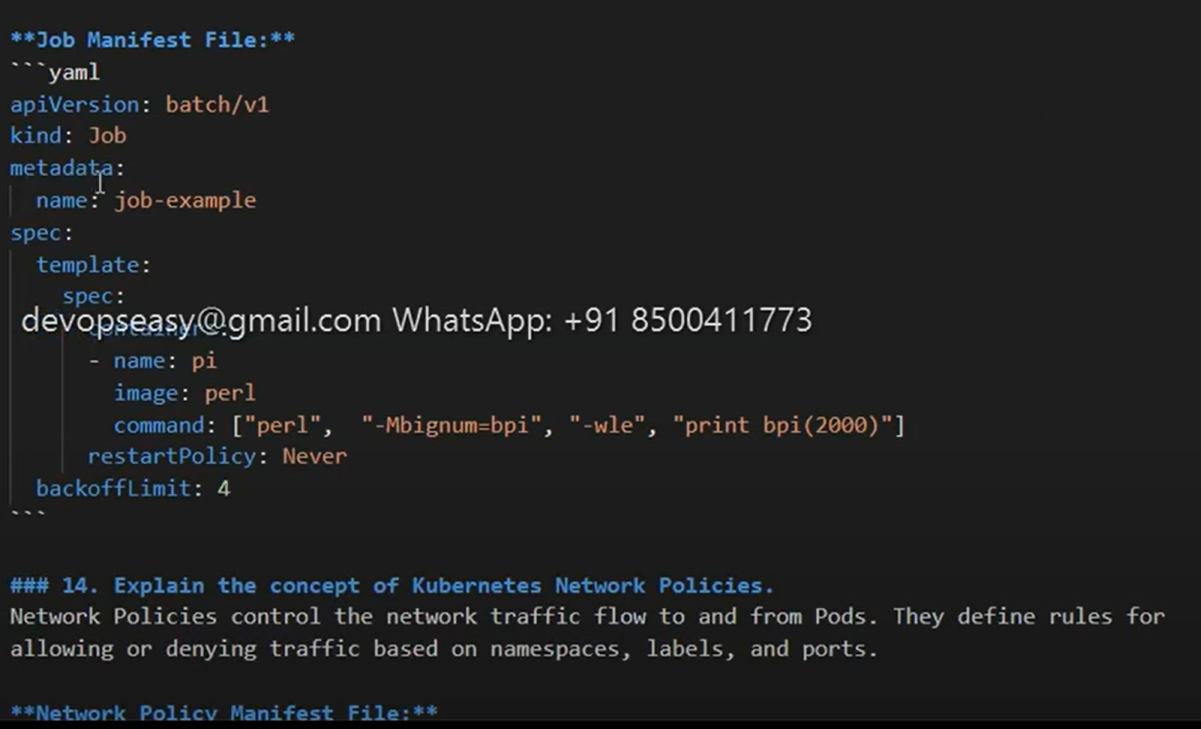 **Job Manifest File:**
```yaml
apiVersion: batch/v1
kind: Job
metadata:
name: job-example
spec:
template:
spec:
devopseasy@gmail.com WhatsApp: +91 8500411773
- name: pi
image: perl
command: ["perl",  "-Mbignum=bpi", "-wle", "print bpi(2000)"]
restartPolicy: Never
backoffLimit: 4
```
### 14. Explain the concept of Kubernetes Network Policies.
Network Policies control the network traffic flow to and from Pods. They define rules for
allowing or denying traffic based on namespaces, labels, and ports.
**Network Policy Manifest File:**